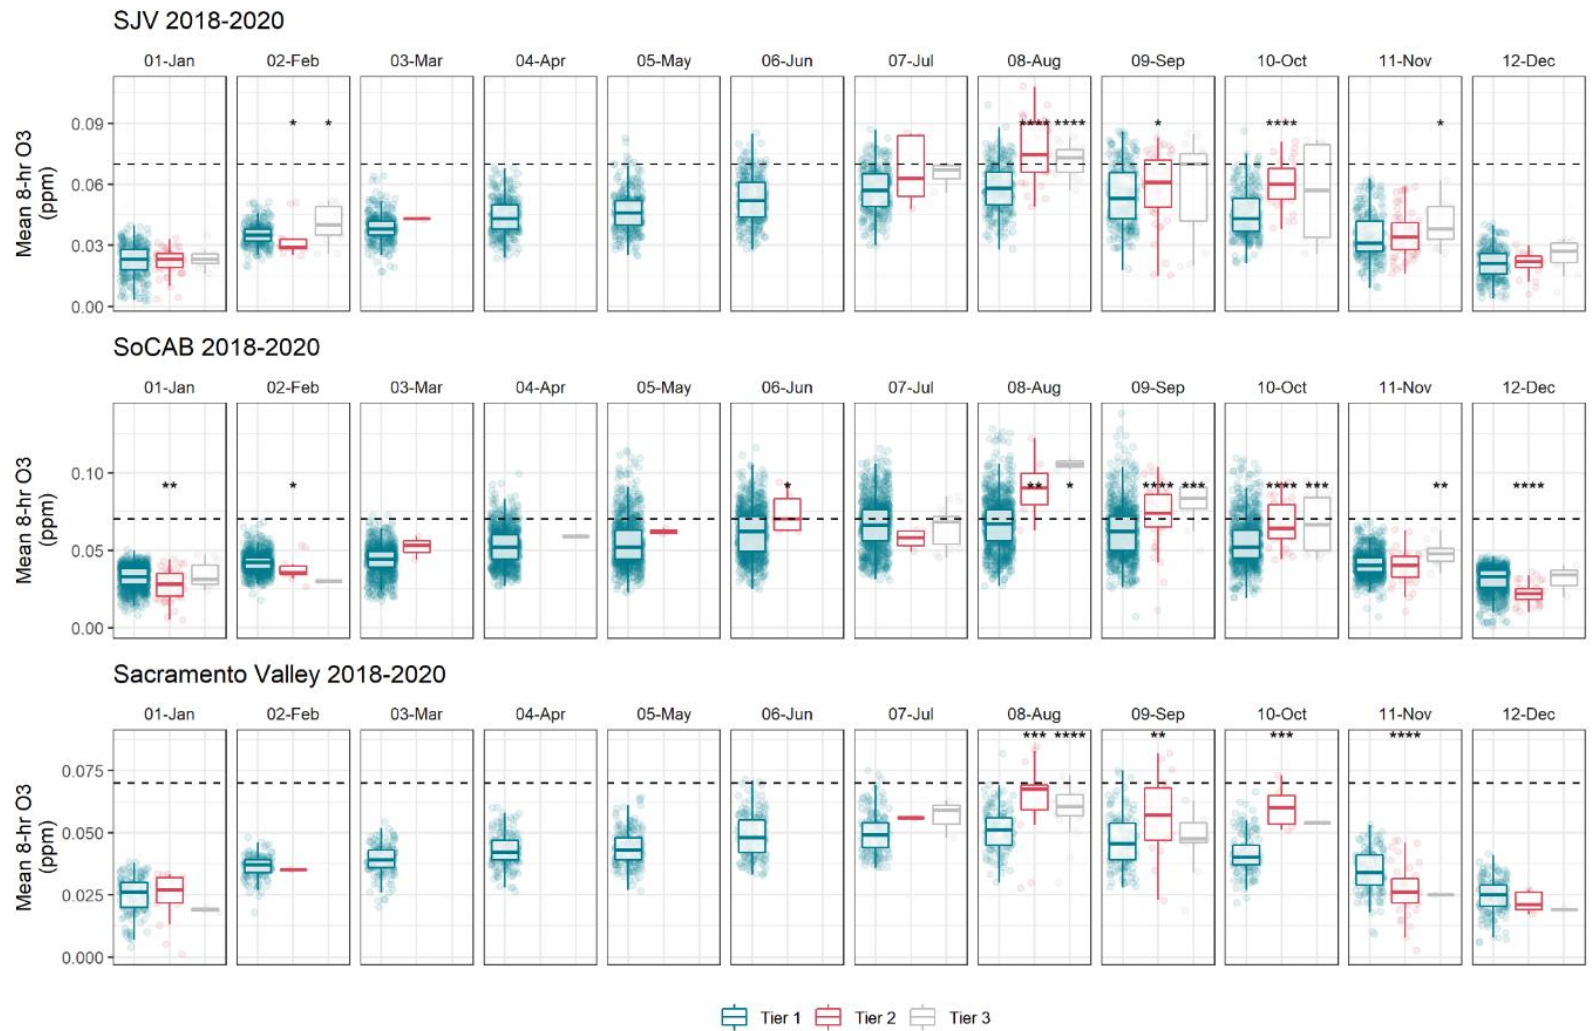 SJV 2018-2020
01-Jan 02-Feb 03-Mar 04-Apr 05-May 06-Jun 07-Jul 08-Aug 09-Sep 10-Oct 11-Nov 12-Dec
* * **** **** * **** *
0.09
0.06
0.03
0.00
Mean 8-hr O3
(ppm)
SoCAB 2018-2020
01-Jan 02-Feb 03-Mar 04-Apr 05-May 06-Jun 07-Jul 08-Aug 09-Sep 10-Oct 11-Nov 12-Dec
** * * ** * **** *** **** *** ** ****
0.10
0.05
0.00
Mean 8-hr O3
(ppm)
Sacramento Valley 2018-2020
01-Jan 02-Feb 03-Mar 04-Apr 05-May 06-Jun 07-Jul 08-Aug 09-Sep 10-Oct 11-Nov 12-Dec
*** **** ** *** ****
0.075
0.050
0.025
0.000
Mean 8-hr O3
(ppm)
Tier 1 Tier 2 Tier 3